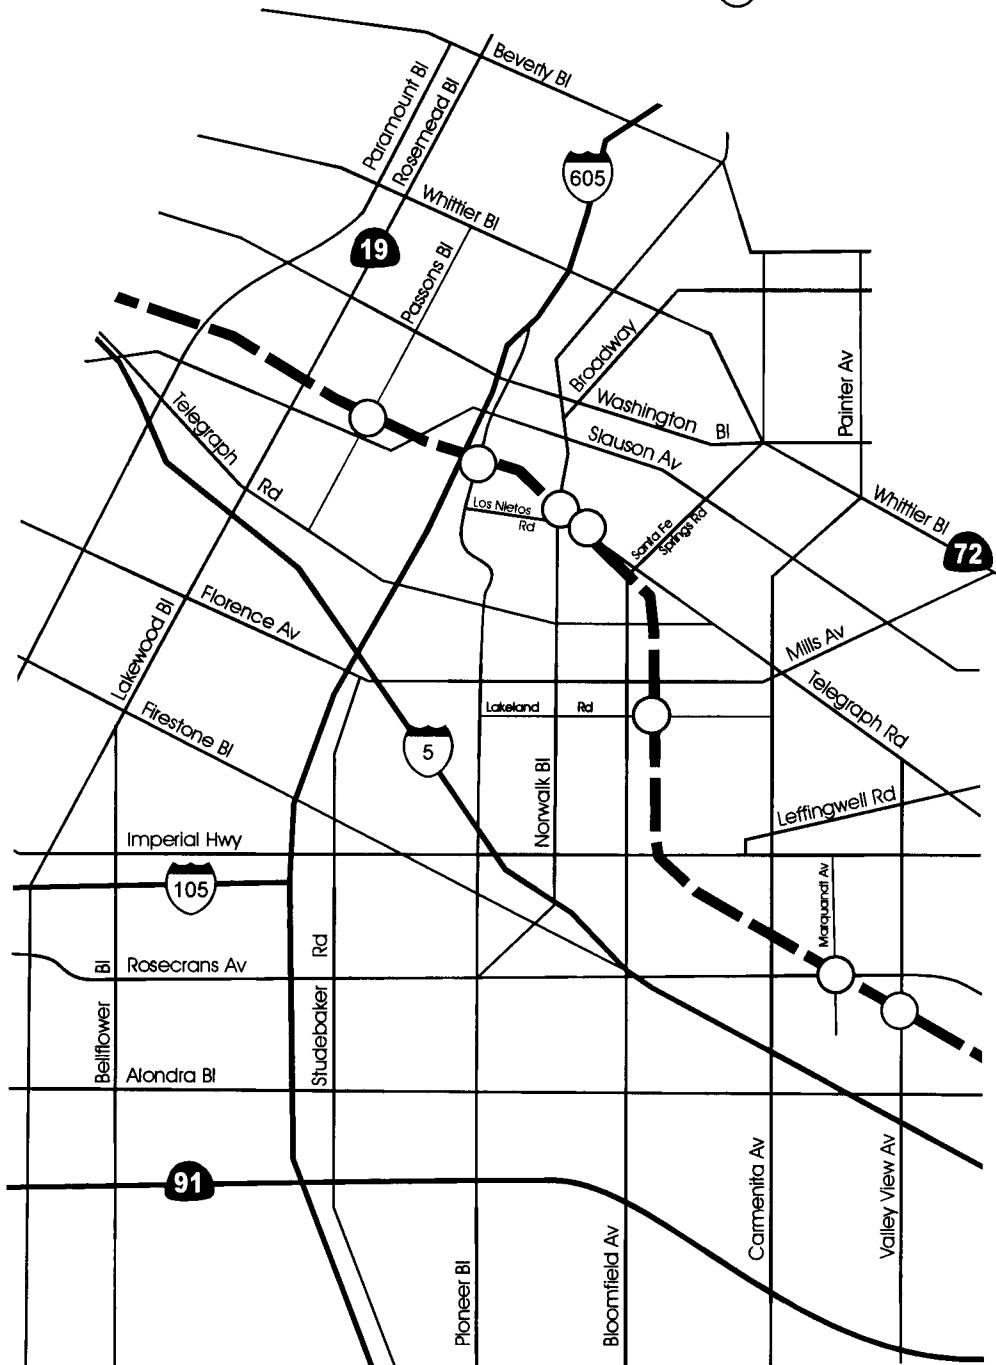 Beverly Bl
Paramount Bl
Rosemead Bl
605
Whittier Bl
19
Passons Bl
Broadway
Painter Av
Washington Bl
Telegraph Rd
Slauson Av
Los Nietos
Rd
Santa Fe
Springs Rd
Whittier Bl
72
Florence Av
Lakewood Bl
Mills Av
Firestone Bl
Lakeland Rd
Telegraph Rd
5
Norwalk Bl
Leffingwell Rd
Imperial Hwy
105
Marquandt Av
Rosecrans Av
Bellflower Bl
Studebaker Rd
Alondra Bl
91
Carmenita Av
Valley View Av
Pioneer Bl
Bloomfield Av